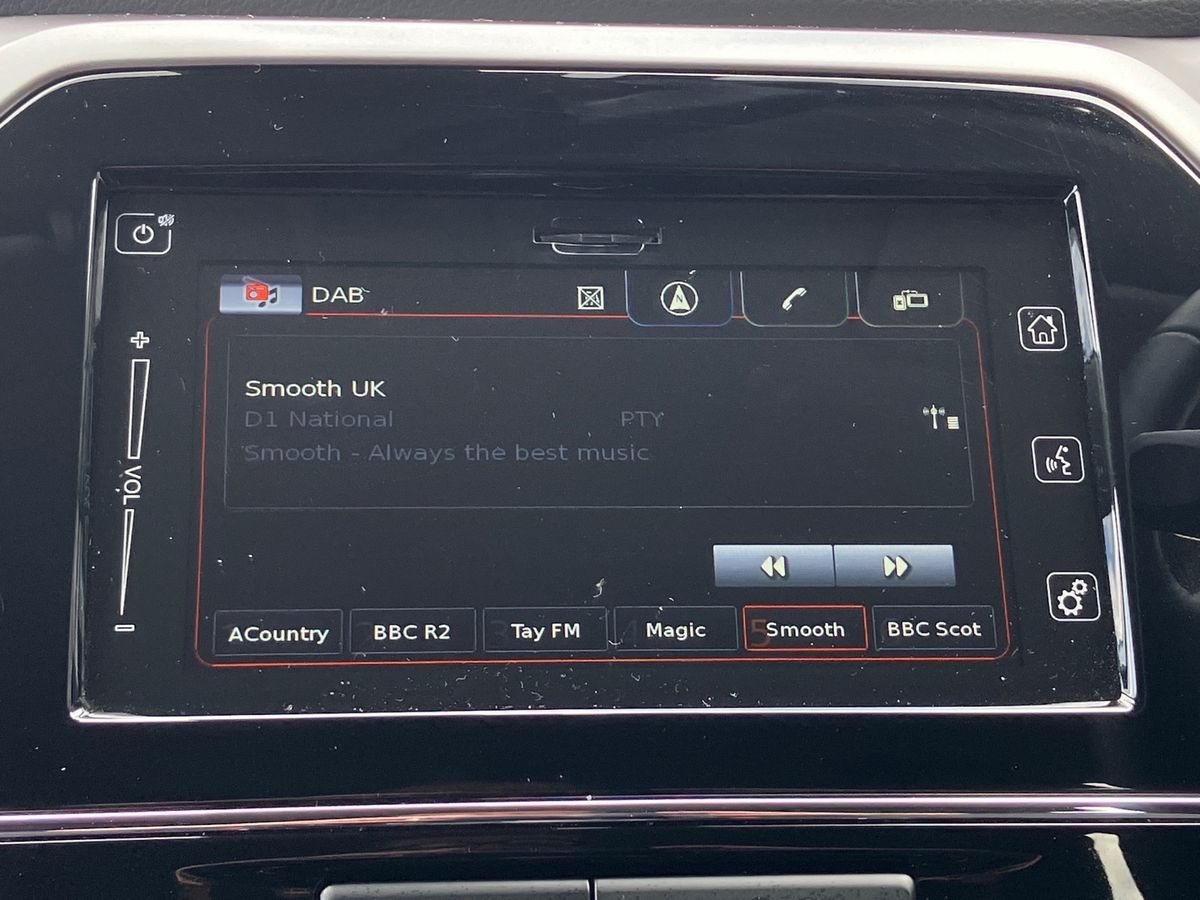 DAB
Smooth UK
D1 National PTY
Smooth - Always the best music
VOL
ACountry BBC R2 Tay FM Magic 5 Smooth BBC Scot